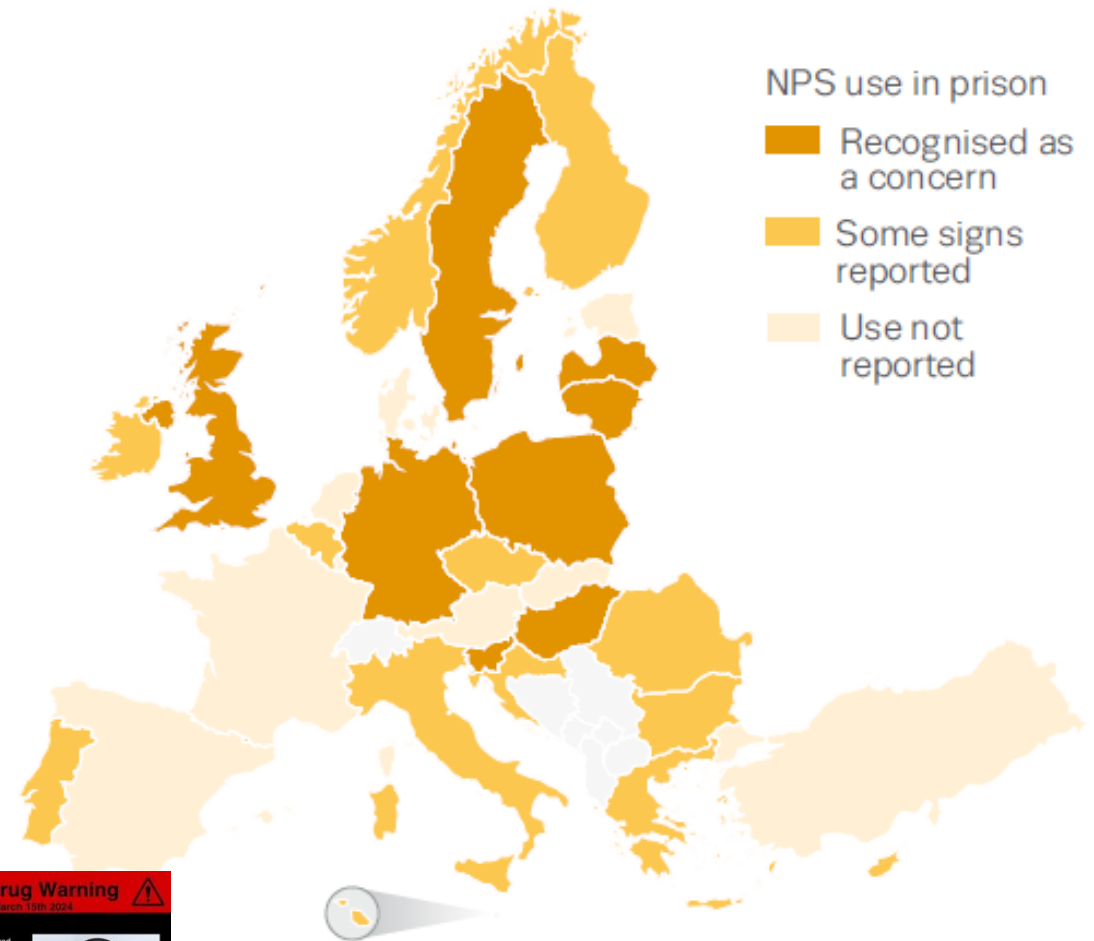 NPS use in prison
Recognised as
a concern
Some signs
reported
Use not
reported
rug Warning
arch 15th 2024